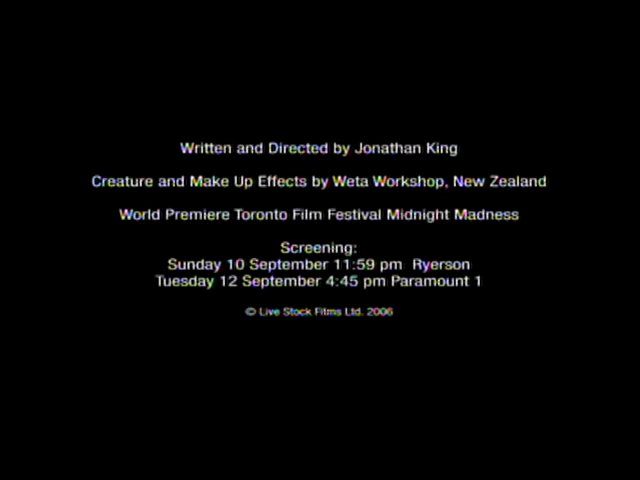 Written and Directed by Jonathan King
Creature and Make Up Effects by Weta Workshop, New Zealand
World Premiere Toronto Film Festival Midnight Madness
Screening:
Sunday 10 September 11:59 pm Ryerson
Tuesday 12 September 4:45 pm Paramount 1
© Live Stock Films Ltd. 2006